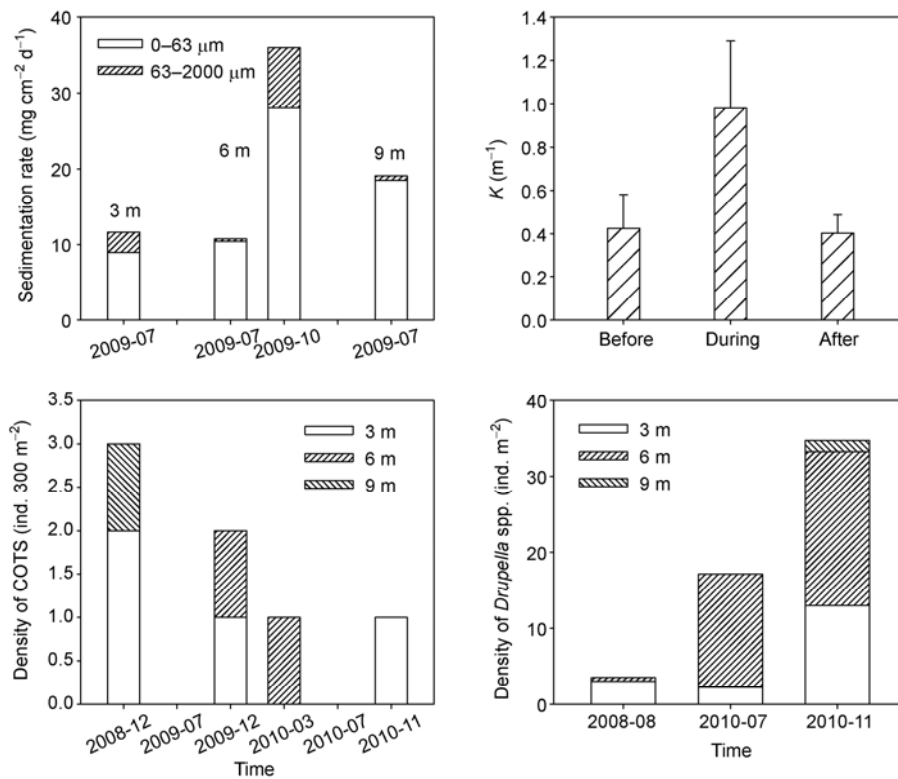 40
30
20
10
0
Sedimentation rate (mg cm⁻² d⁻¹)
0–63 μm
63–2000 μm
3 m
6 m
9 m
2009-07
2009-07
2009-10
2009-07
1.4
1.2
1.0
0.8
0.6
0.4
0.2
0.0
K (m⁻¹)
Before
During
After
3.5
3.0
2.5
2.0
1.5
1.0
0.5
0.0
Density of COTS (ind. 300 m⁻²)
3 m
6 m
9 m
2008-12
2009-07
2009-12
2010-03
2010-07
2010-11
Time
40
30
20
10
0
Density of Drupella spp. (ind. m⁻²)
3 m
6 m
9 m
2008-08
2010-07
2010-11
Time